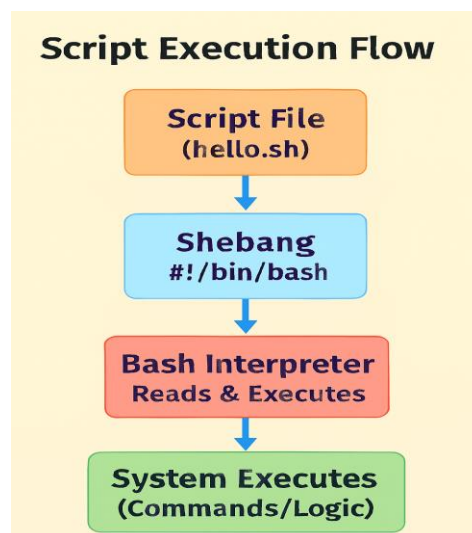 Script Execution Flow
Script File
(hello.sh)
Shebang
#!/bin/bash
Bash Interpreter
Reads & Executes
System Executes
(Commands/Logic)